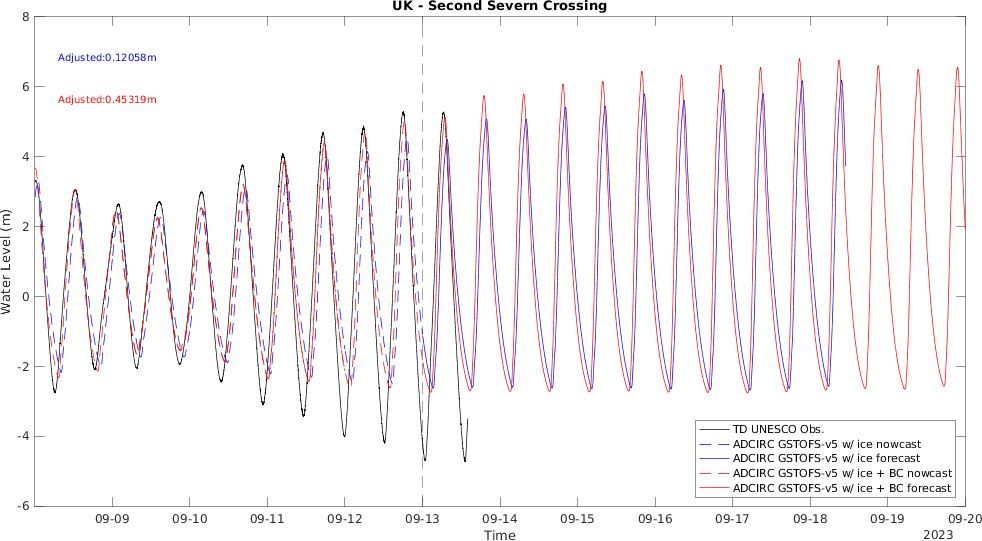 UK - Second Severn Crossing
8
6
4
2
0
-2
-4
-6
Water Level (m)
Adjusted:0.12058m
Adjusted:0.45319m
TD UNESCO Obs.
ADCIRC GSTOFS-v5 w/ ice nowcast
ADCIRC GSTOFS-v5 w/ ice forecast
ADCIRC GSTOFS-v5 w/ ice + BC nowcast
ADCIRC GSTOFS-v5 w/ ice + BC forecast
09-09 09-10 09-11 09-12 09-13 09-14 09-15 09-16 09-17 09-18 09-19 09-20
Time
2023